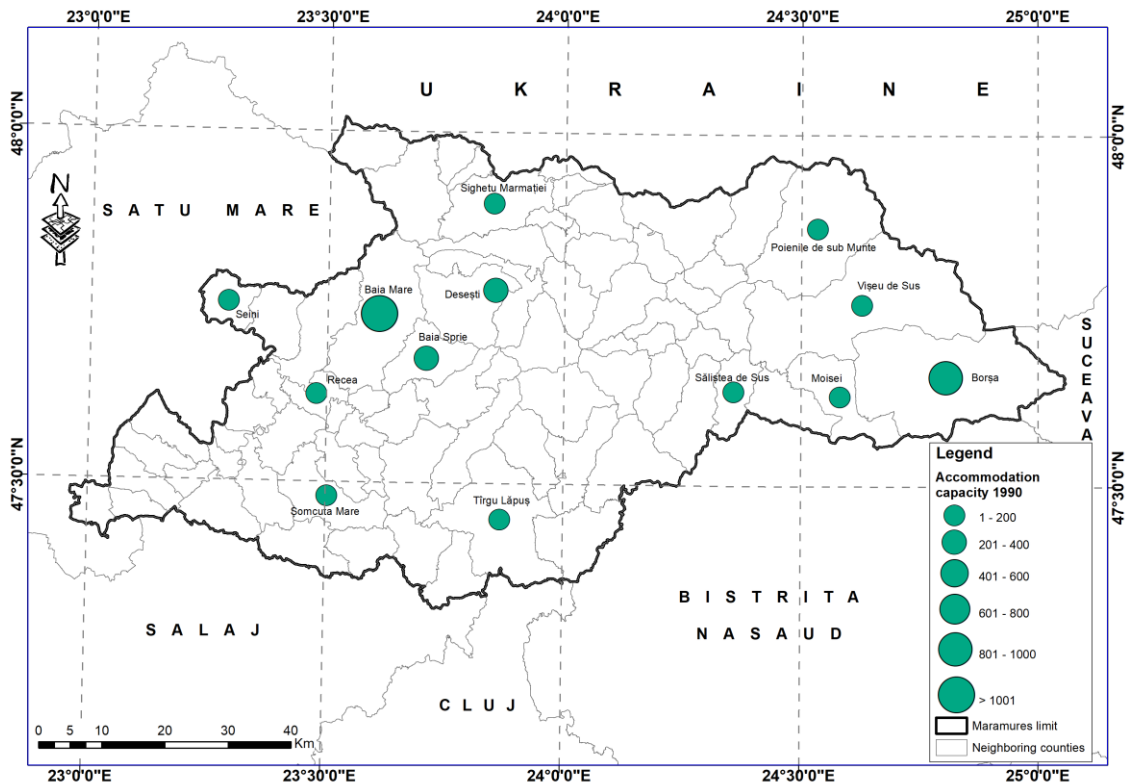 23°0'0"E 23°30'0"E 24°0'0"E 24°30'0"E 25°0'0"E
U K R A I N E
48°0'0"N
48°0'0"N
N
S A T U M A R E
Sighetu Marmației
Poienile de sub Munte
Desești
Baia Mare
Vișeu de Sus
Seini
Baia Sprie
SUCEAVA
Recea
Săliștea de Sus
Moisei
Borșa
47°30'0"N
47°30'0"N
Șomcuta Mare
Tîrgu Lăpuș
Legend
Accommodation
capacity 1990
1 - 200
201 - 400
401 - 600
601 - 800
801 - 1000
> 1001
Maramures limit
Neighboring counties
B I S T R I T A
N A S A U D
S A L A J
C L U J
0 5 10 20 30 40
Km
23°0'0"E 23°30'0"E 24°0'0"E 24°30'0"E 25°0'0"E